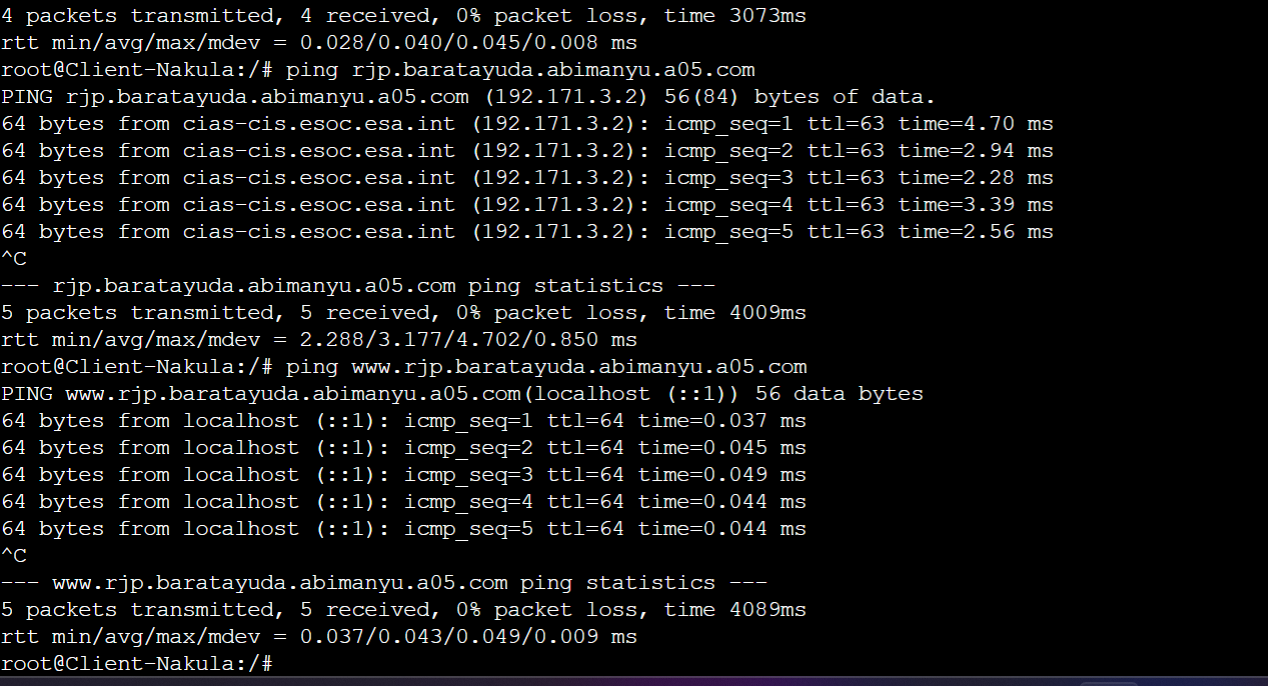 4 packets transmitted, 4 received, 0% packet loss, time 3073ms
rtt min/avg/max/mdev = 0.028/0.040/0.045/0.008 ms
root@Client-Nakula:/# ping rjp.baratayuda.abimanyu.a05.com
PING rjp.baratayuda.abimanyu.a05.com (192.171.3.2) 56(84) bytes of data.
64 bytes from cias-cis.esoc.esa.int (192.171.3.2): icmp_seq=1 ttl=63 time=4.70 ms
64 bytes from cias-cis.esoc.esa.int (192.171.3.2): icmp_seq=2 ttl=63 time=2.94 ms
64 bytes from cias-cis.esoc.esa.int (192.171.3.2): icmp_seq=3 ttl=63 time=2.28 ms
64 bytes from cias-cis.esoc.esa.int (192.171.3.2): icmp_seq=4 ttl=63 time=3.39 ms
64 bytes from cias-cis.esoc.esa.int (192.171.3.2): icmp_seq=5 ttl=63 time=2.56 ms
^C
--- rjp.baratayuda.abimanyu.a05.com ping statistics ---
5 packets transmitted, 5 received, 0% packet loss, time 4009ms
rtt min/avg/max/mdev = 2.288/3.177/4.702/0.850 ms
root@Client-Nakula:/# ping www.rjp.baratayuda.abimanyu.a05.com
PING www.rjp.baratayuda.abimanyu.a05.com(localhost (::1)) 56 data bytes
64 bytes from localhost (::1): icmp_seq=1 ttl=64 time=0.037 ms
64 bytes from localhost (::1): icmp_seq=2 ttl=64 time=0.045 ms
64 bytes from localhost (::1): icmp_seq=3 ttl=64 time=0.049 ms
64 bytes from localhost (::1): icmp_seq=4 ttl=64 time=0.044 ms
64 bytes from localhost (::1): icmp_seq=5 ttl=64 time=0.044 ms
^C
--- www.rjp.baratayuda.abimanyu.a05.com ping statistics ---
5 packets transmitted, 5 received, 0% packet loss, time 4089ms
rtt min/avg/max/mdev = 0.037/0.043/0.049/0.009 ms
root@Client-Nakula:/#